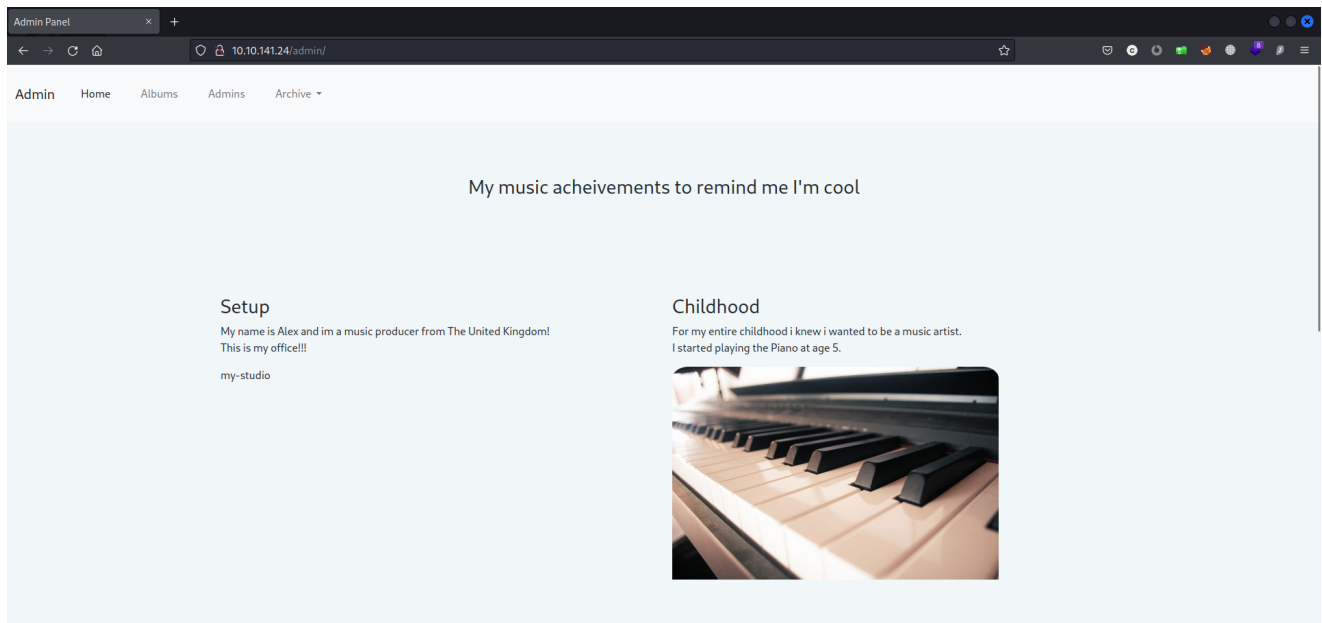 Admin Panel
10.10.141.24/admin/
Admin Home Albums Admins Archive
My music acheivements to remind me I'm cool
Setup
My name is Alex and im a music producer from The United Kingdom!
This is my office!!!
my-studio
Childhood
For my entire childhood i knew i wanted to be a music artist.
I started playing the Piano at age 5.